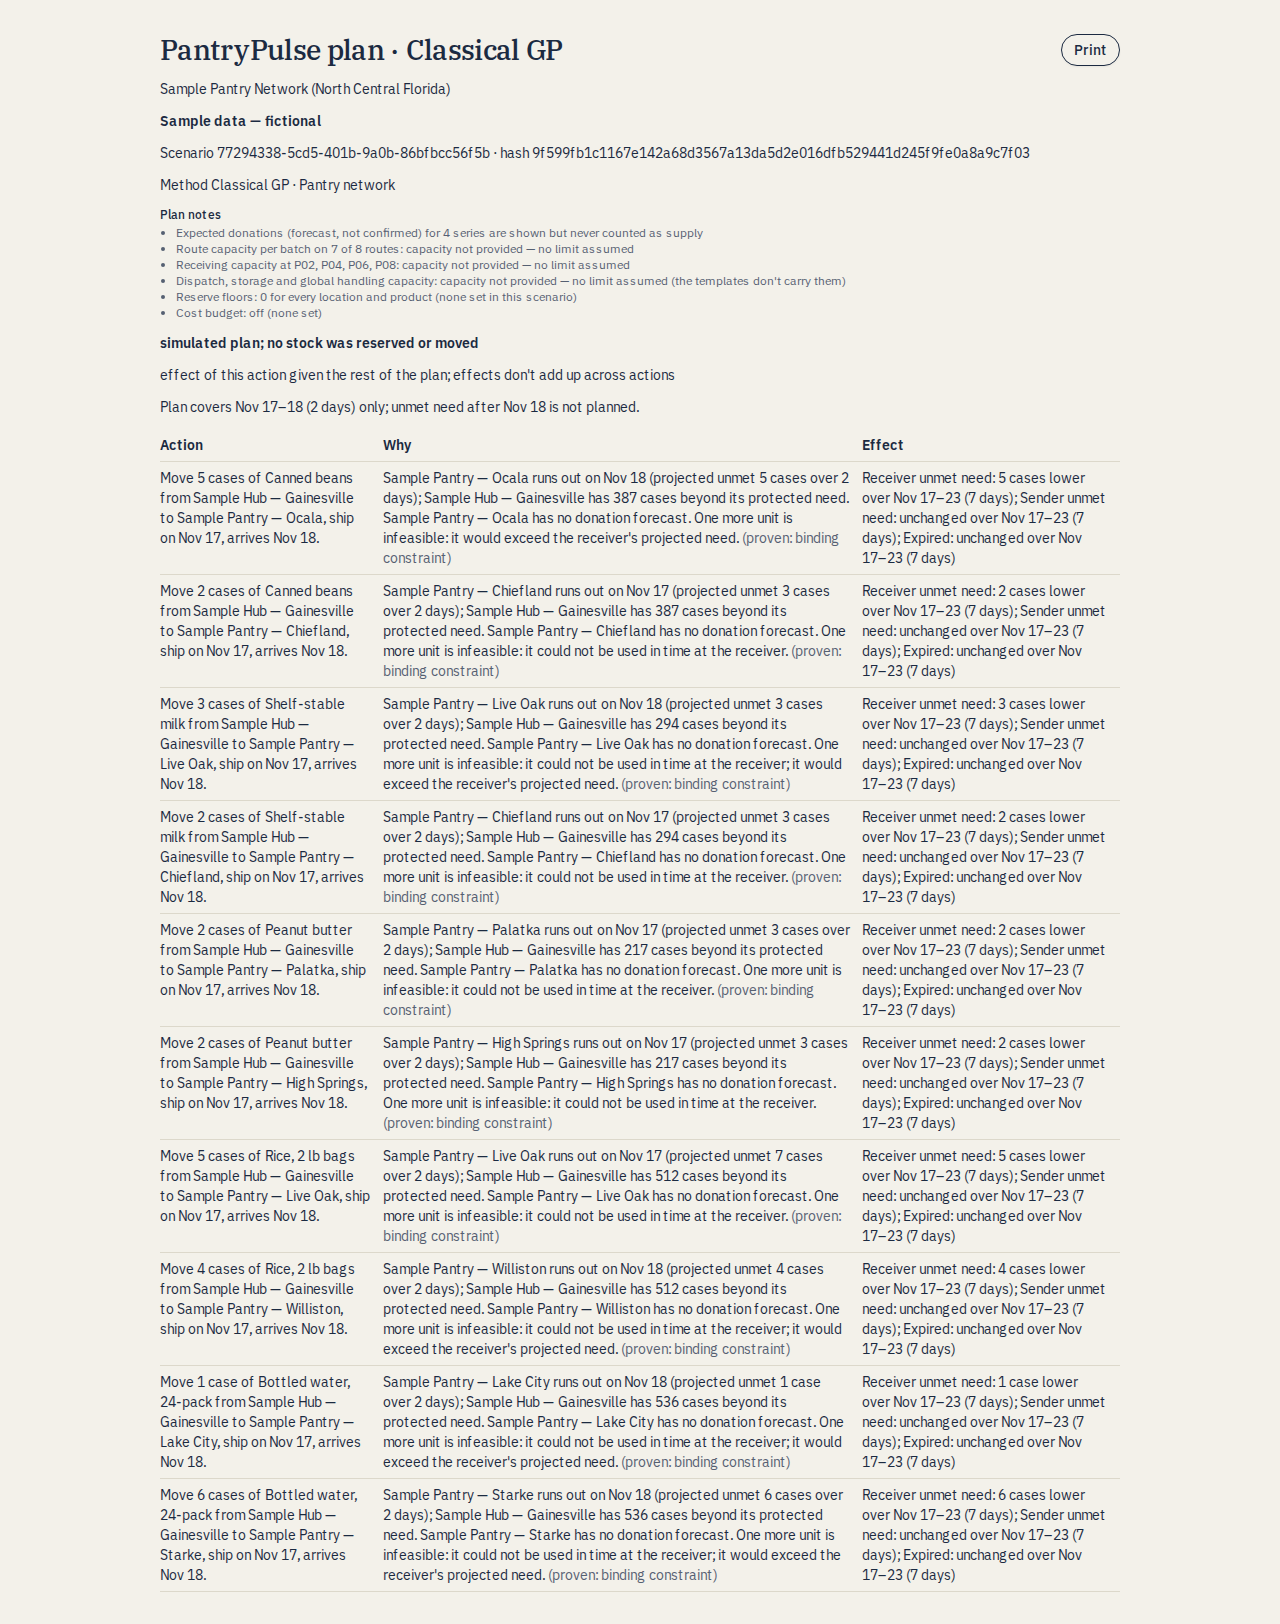 PantryPulse plan · Classical GP
Print
Sample Pantry Network (North Central Florida)
Sample data — fictional
Scenario 77294338-5cd5-401b-9a0b-86bfbcc56f5b · hash 9f599fb1c1167e142a68d3567a13da5d2e016dfb529441d245f9fe0a8a9c7f03
Method Classical GP · Pantry network
Plan notes
• Expected donations (forecast, not confirmed) for 4 series are shown but never counted as supply
• Route capacity per batch on 7 of 8 routes: capacity not provided — no limit assumed
• Receiving capacity at P02, P04, P06, P08: capacity not provided — no limit assumed
• Dispatch, storage and global handling capacity: capacity not provided — no limit assumed (the templates don't carry them)
• Reserve floors: 0 for every location and product (none set in this scenario)
• Cost budget: off (none set)
simulated plan; no stock was reserved or moved
effect of this action given the rest of the plan; effects don't add up across actions
Plan covers Nov 17–18 (2 days) only; unmet need after Nov 18 is not planned.
Action
Why
Effect
Move 5 cases of Canned beans
from Sample Hub — Gainesville
to Sample Pantry — Ocala, ship
on Nov 17, arrives Nov 18.
Sample Pantry — Ocala runs out on Nov 18 (projected unmet 5 cases over 2
days); Sample Hub — Gainesville has 387 cases beyond its protected need.
Sample Pantry — Ocala has no donation forecast. One more unit is
infeasible: it would exceed the receiver's projected need. (proven: binding
constraint)
Receiver unmet need: 5 cases lower
over Nov 17–23 (7 days); Sender unmet
need: unchanged over Nov 17–23 (7
days); Expired: unchanged over Nov
17–23 (7 days)
Move 2 cases of Canned beans
from Sample Hub — Gainesville
to Sample Pantry — Chiefland,
ship on Nov 17, arrives Nov 18.
Sample Pantry — Chiefland runs out on Nov 17 (projected unmet 3 cases
over 2 days); Sample Hub — Gainesville has 387 cases beyond its
protected need. Sample Pantry — Chiefland has no donation forecast. One
more unit is infeasible: it could not be used in time at the receiver. (proven:
binding constraint)
Receiver unmet need: 2 cases lower
over Nov 17–23 (7 days); Sender unmet
need: unchanged over Nov 17–23 (7
days); Expired: unchanged over Nov
17–23 (7 days)
Move 3 cases of Shelf-stable
milk from Sample Hub —
Gainesville to Sample Pantry —
Live Oak, ship on Nov 17, arrives
Nov 18.
Sample Pantry — Live Oak runs out on Nov 18 (projected unmet 3 cases
over 2 days); Sample Hub — Gainesville has 294 cases beyond its
protected need. Sample Pantry — Live Oak has no donation forecast. One
more unit is infeasible: it could not be used in time at the receiver; it would
exceed the receiver's projected need. (proven: binding constraint)
Receiver unmet need: 3 cases lower
over Nov 17–23 (7 days); Sender unmet
need: unchanged over Nov 17–23 (7
days); Expired: unchanged over Nov
17–23 (7 days)
Move 2 cases of Shelf-stable
milk from Sample Hub —
Gainesville to Sample Pantry —
Chiefland, ship on Nov 17, arrives
Nov 18.
Sample Pantry — Chiefland runs out on Nov 17 (projected unmet 3 cases
over 2 days); Sample Hub — Gainesville has 294 cases beyond its
protected need. Sample Pantry — Chiefland has no donation forecast. One
more unit is infeasible: it could not be used in time at the receiver. (proven:
binding constraint)
Receiver unmet need: 2 cases lower
over Nov 17–23 (7 days); Sender unmet
need: unchanged over Nov 17–23 (7
days); Expired: unchanged over Nov
17–23 (7 days)
Move 2 cases of Peanut butter
from Sample Hub — Gainesville
to Sample Pantry — Palatka, ship
on Nov 17, arrives Nov 18.
Sample Pantry — Palatka runs out on Nov 17 (projected unmet 3 cases over
2 days); Sample Hub — Gainesville has 217 cases beyond its protected
need. Sample Pantry — Palatka has no donation forecast. One more unit is
infeasible: it could not be used in time at the receiver. (proven: binding
constraint)
Receiver unmet need: 2 cases lower
over Nov 17–23 (7 days); Sender unmet
need: unchanged over Nov 17–23 (7
days); Expired: unchanged over Nov
17–23 (7 days)
Move 2 cases of Peanut butter
from Sample Hub — Gainesville
to Sample Pantry — High Springs,
ship on Nov 17, arrives Nov 18.
Sample Pantry — High Springs runs out on Nov 17 (projected unmet 3 cases
over 2 days); Sample Hub — Gainesville has 217 cases beyond its
protected need. Sample Pantry — High Springs has no donation forecast.
One more unit is infeasible: it could not be used in time at the receiver.
(proven: binding constraint)
Receiver unmet need: 2 cases lower
over Nov 17–23 (7 days); Sender unmet
need: unchanged over Nov 17–23 (7
days); Expired: unchanged over Nov
17–23 (7 days)
Move 5 cases of Rice, 2 lb bags
from Sample Hub — Gainesville
to Sample Pantry — Live Oak, ship
on Nov 17, arrives Nov 18.
Sample Pantry — Live Oak runs out on Nov 17 (projected unmet 7 cases
over 2 days); Sample Hub — Gainesville has 512 cases beyond its
protected need. Sample Pantry — Live Oak has no donation forecast. One
more unit is infeasible: it could not be used in time at the receiver. (proven:
binding constraint)
Receiver unmet need: 5 cases lower
over Nov 17–23 (7 days); Sender unmet
need: unchanged over Nov 17–23 (7
days); Expired: unchanged over Nov
17–23 (7 days)
Move 4 cases of Rice, 2 lb bags
from Sample Hub — Gainesville
to Sample Pantry — Williston,
ship on Nov 17, arrives Nov 18.
Sample Pantry — Williston runs out on Nov 18 (projected unmet 4 cases
over 2 days); Sample Hub — Gainesville has 512 cases beyond its
protected need. Sample Pantry — Williston has no donation forecast. One
more unit is infeasible: it could not be used in time at the receiver; it would
exceed the receiver's projected need. (proven: binding constraint)
Receiver unmet need: 4 cases lower
over Nov 17–23 (7 days); Sender unmet
need: unchanged over Nov 17–23 (7
days); Expired: unchanged over Nov
17–23 (7 days)
Move 1 case of Bottled water,
24-pack from Sample Hub —
Gainesville to Sample Pantry —
Lake City, ship on Nov 17, arrives
Nov 18.
Sample Pantry — Lake City runs out on Nov 18 (projected unmet 1 case
over 2 days); Sample Hub — Gainesville has 536 cases beyond its
protected need. Sample Pantry — Lake City has no donation forecast. One
more unit is infeasible: it could not be used in time at the receiver; it would
exceed the receiver's projected need. (proven: binding constraint)
Receiver unmet need: 1 case lower
over Nov 17–23 (7 days); Sender unmet
need: unchanged over Nov 17–23 (7
days); Expired: unchanged over Nov
17–23 (7 days)
Move 6 cases of Bottled water,
24-pack from Sample Hub —
Gainesville to Sample Pantry —
Starke, ship on Nov 17, arrives
Nov 18.
Sample Pantry — Starke runs out on Nov 18 (projected unmet 6 cases over
2 days); Sample Hub — Gainesville has 536 cases beyond its protected
need. Sample Pantry — Starke has no donation forecast. One more unit is
infeasible: it could not be used in time at the receiver; it would exceed the
receiver's projected need. (proven: binding constraint)
Receiver unmet need: 6 cases lower
over Nov 17–23 (7 days); Sender unmet
need: unchanged over Nov 17–23 (7
days); Expired: unchanged over Nov
17–23 (7 days)